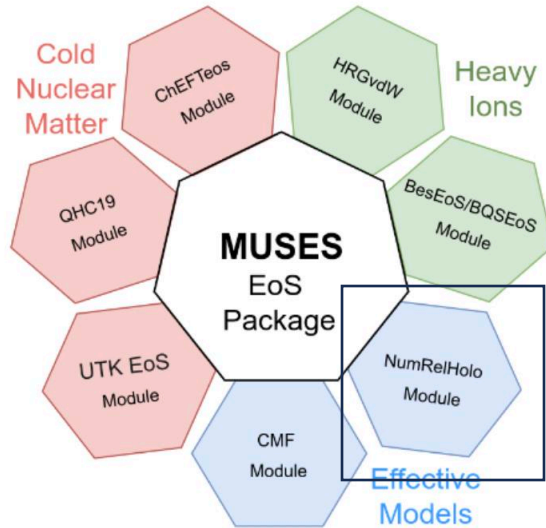 Cold
Nuclear
Matter
ChEFTeos
Module
HRGvdW
Module
Heavy
Ions
QHC19
Module
BesEoS/BQSEoS
Module
MUSES
EoS
Package
UTK EoS
Module
NumRelHolo
Module
CMF
Module
Effective
Models